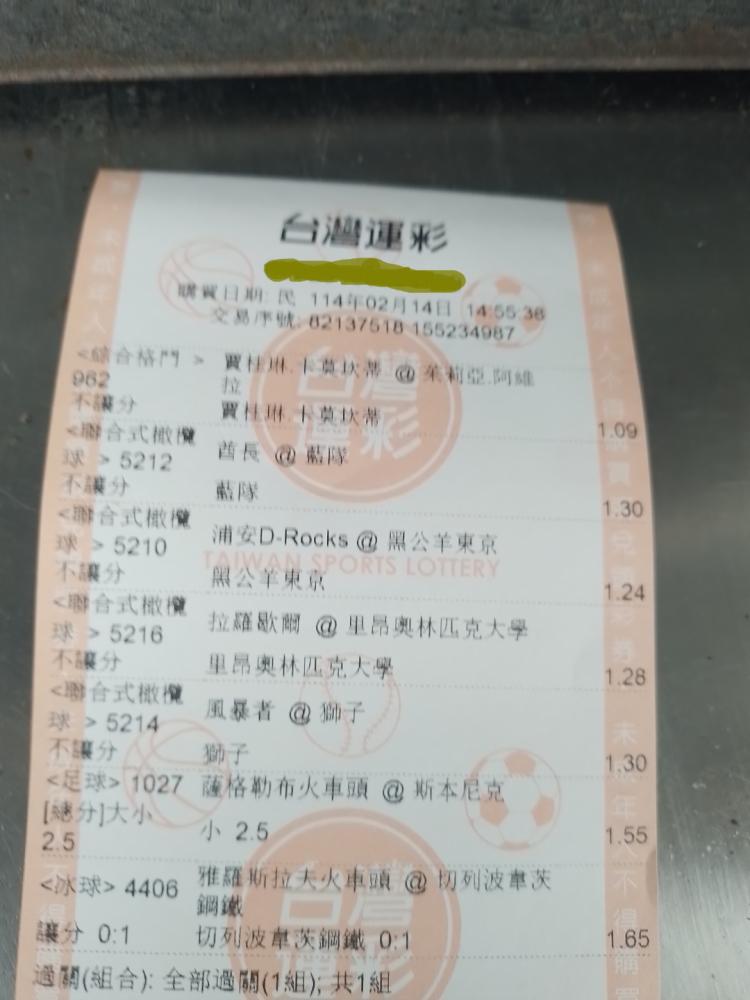 台灣運彩
購買日期: 民 114年02月14日 14:55:38
交易序號: 82137518 155234987
<綜合格鬥 > 賈桂琳.卡莫坎蒂 @ 茱莉亞.阿維
962 拉
不讓分 賈桂琳.卡莫坎蒂 1.09
<聯合式橄欖
球 > 5212 酋長 @ 藍隊
不讓分 藍隊 1.30
<聯合式橄欖
球 > 5210 浦安D-Rocks @ 黑公羊東京
TAIWAN SPORTS LOTTERY
不讓分 黑公羊東京 1.24
<聯合式橄欖
球 > 5216 拉羅歇爾 @ 里昂奧林匹克大學
不讓分 里昂奧林匹克大學 1.28
<聯合式橄欖
球 > 5214 風暴者 @ 獅子
不讓分 獅子 1.30
<足球> 1027 薩格勒布火車頭 @ 斯本尼克
[總分]大小 小 2.5 1.55
2.5
<冰球> 4406 雅羅斯拉夫火車頭 @ 切列波韋茨
鋼鐵
讓分 0:1 切列波韋茨鋼鐵 0:1 1.65
過關(組合): 全部過關(1組); 共1組
台灣運彩